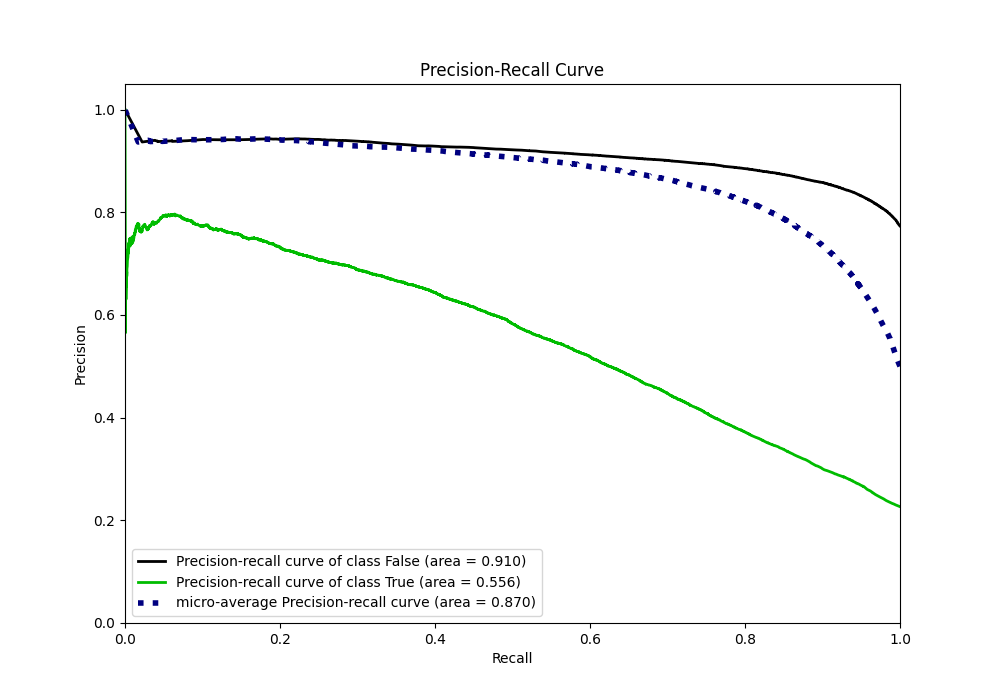 Precision-Recall Curve
1.0
0.8
0.6
0.4
0.2
0.0
Precision
Precision-recall curve of class False (area = 0.910)
Precision-recall curve of class True (area = 0.556)
micro-average Precision-recall curve (area = 0.870)
0.0 0.2 0.4 0.6 0.8 1.0
Recall